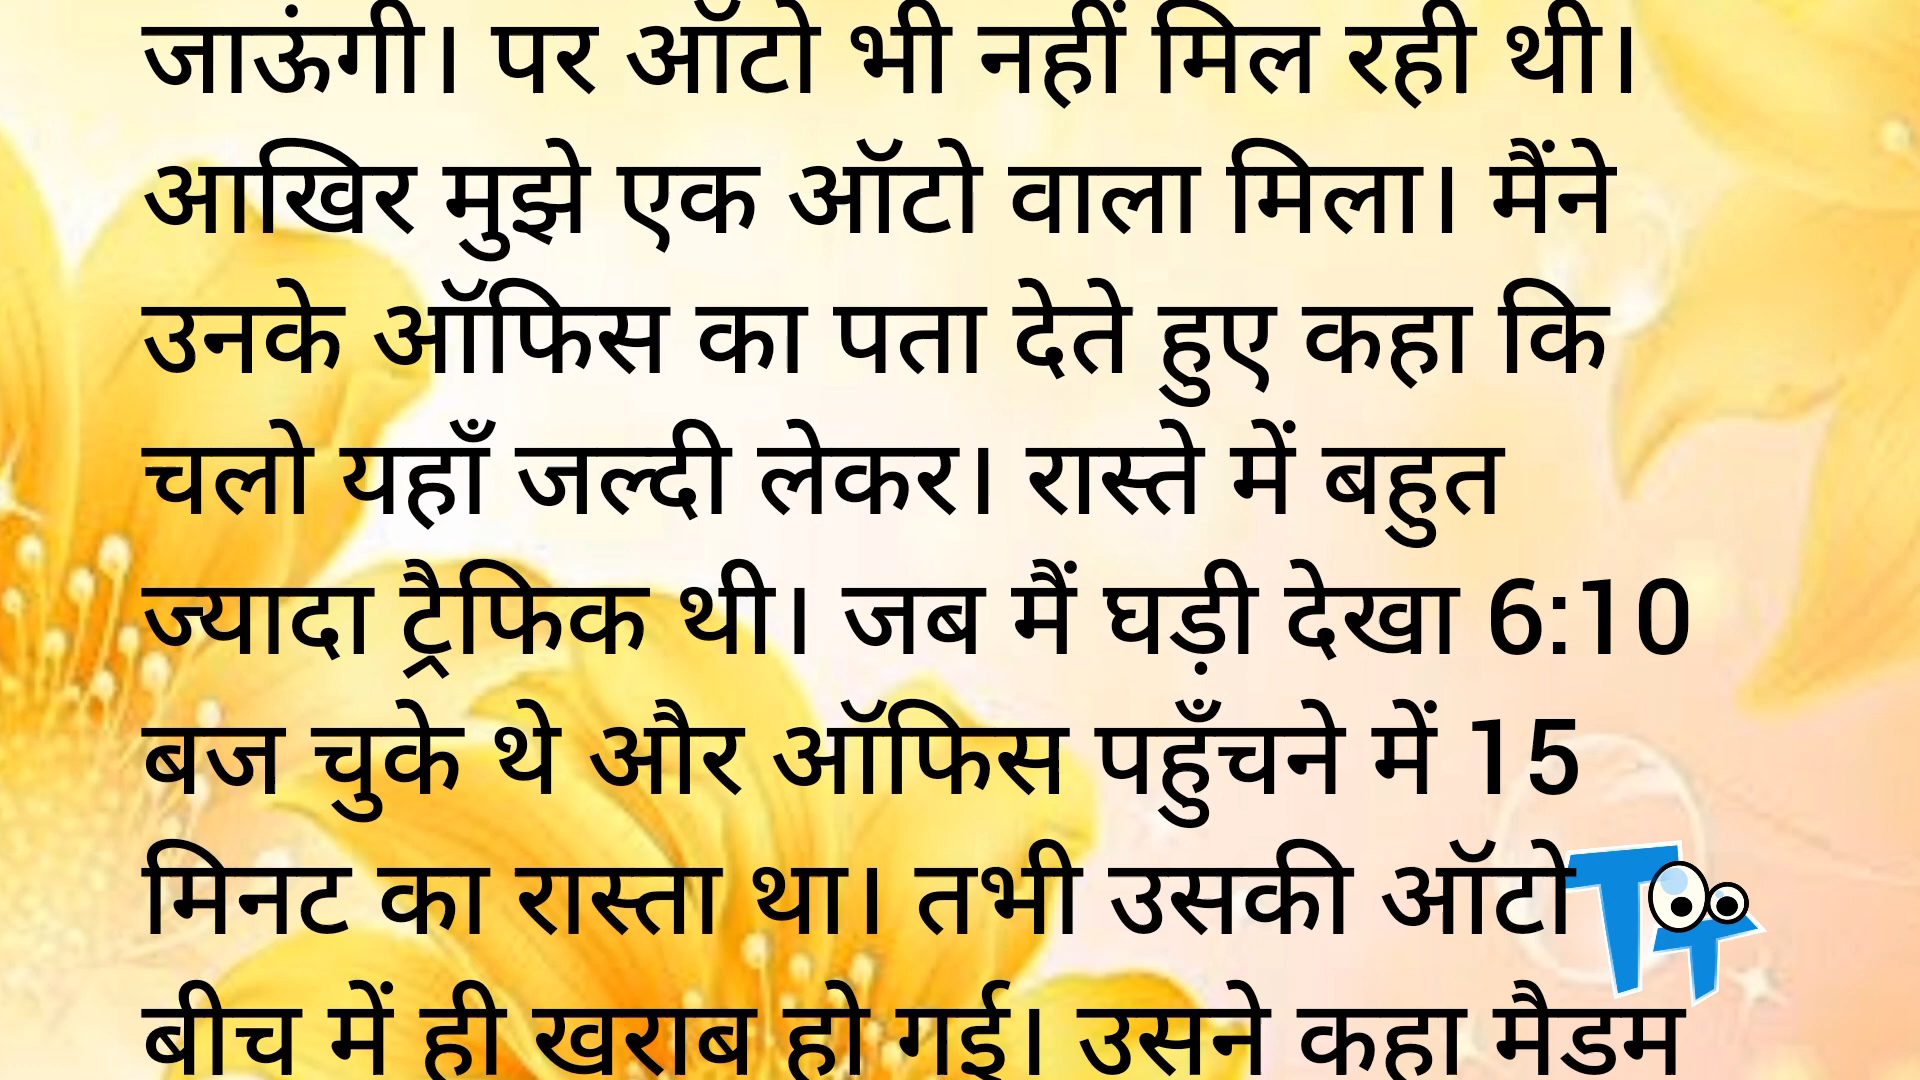 जाऊंगी। पर ऑटो भी नहीं मिल रही थी।
आखिर मुझे एक ऑटो वाला मिला। मैंने
उनके ऑफिस का पता देते हुए कहा कि
चलो यहाँ जल्दी लेकर। रास्ते में बहुत
ज्यादा ट्रैफिक थी। जब मैं घड़ी देखा 6:10
बज चुके थे और ऑफिस पहुँचने में 15
मिनट का रास्ता था। तभी उसकी ऑटो
बीच में ही खराब हो गई। उसने कहा मैडम
TT